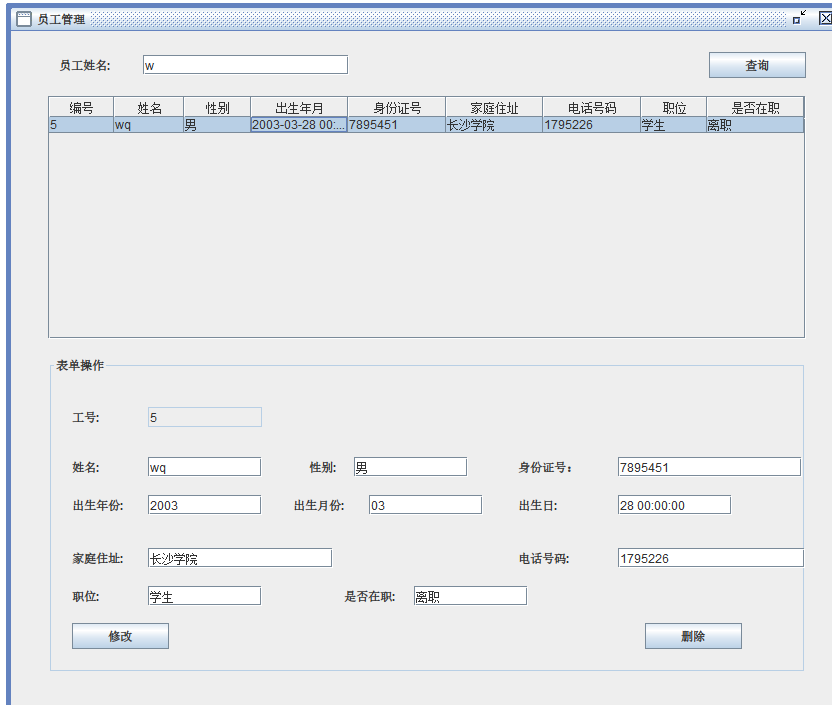 员工管理
员工姓名: w 查询
编号 姓名 性别 出生年月 身份证号 家庭住址 电话号码 职位 是否在职
5 wq 男 2003-03-28 00:... 7895451 长沙学院 1795226 学生 离职
表单操作
工号: 5
姓名: wq 性别: 男 身份证号： 7895451
出生年份: 2003 出生月份: 03 出生日: 28 00:00:00
家庭住址: 长沙学院 电话号码: 1795226
职位: 学生 是否在职: 离职
修改 删除